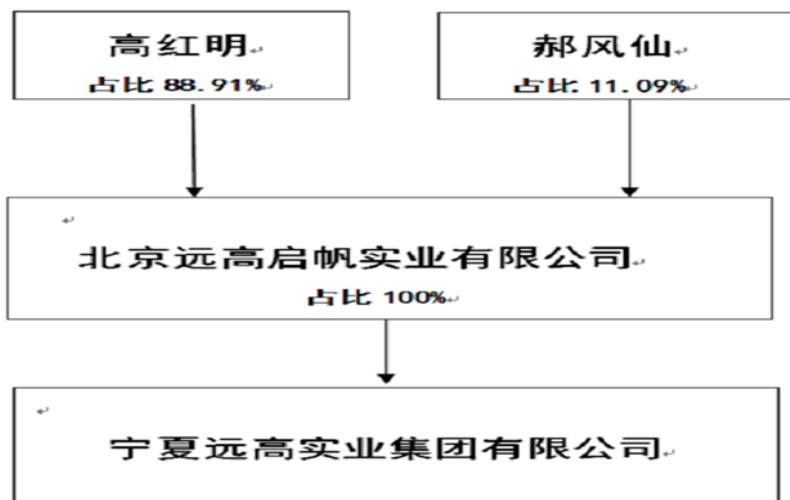 高红明
占比 88.91%
郝风仙
占比 11.09%
北京远高启帆实业有限公司
占比 100%
宁夏远高实业集团有限公司